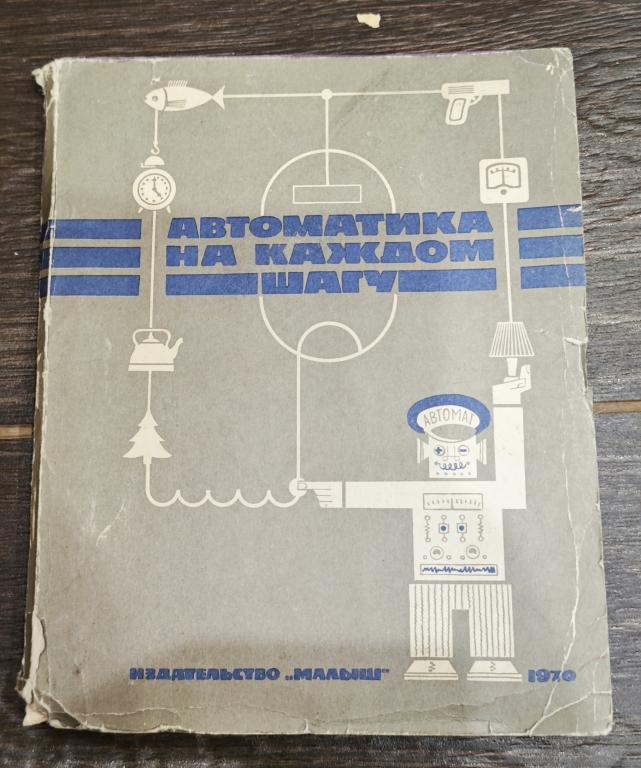 АВТОМАТИКА
НА КАЖДОМ
ШАГУ
АВТОМАТ
ИЗДАТЕЛЬСТВО „МАЛЫШ"
1970